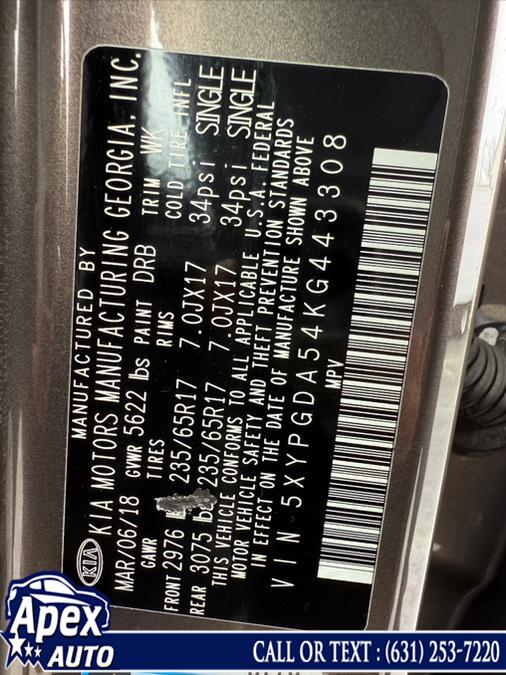 MANUFACTURED BY
KIA MOTORS MANUFACTURING GEORGIA, INC.
KIA
MAR/06/18 GVWR 5622 lbs PAINT DRB TRIM WK
GAWR TIRES RIMS COLD TIRE INFL
FRONT 2976 235/65R17 7.0JX17 34psi SINGLE
REAR 3075 lbs 235/65R17 7.0JX17 34psi SINGLE
THIS VEHICLE CONFORMS TO ALL APPLICABLE U.S.A. FEDERAL
MOTOR VEHICLE SAFETY AND THEFT PREVENTION STANDARDS
IN EFFECT ON THE DATE OF MANUFACTURE SHOWN ABOVE
VIN 5XYPGDA54KG443308
MPV
Apex
AUTO
CALL OR TEXT : (631) 253-7220